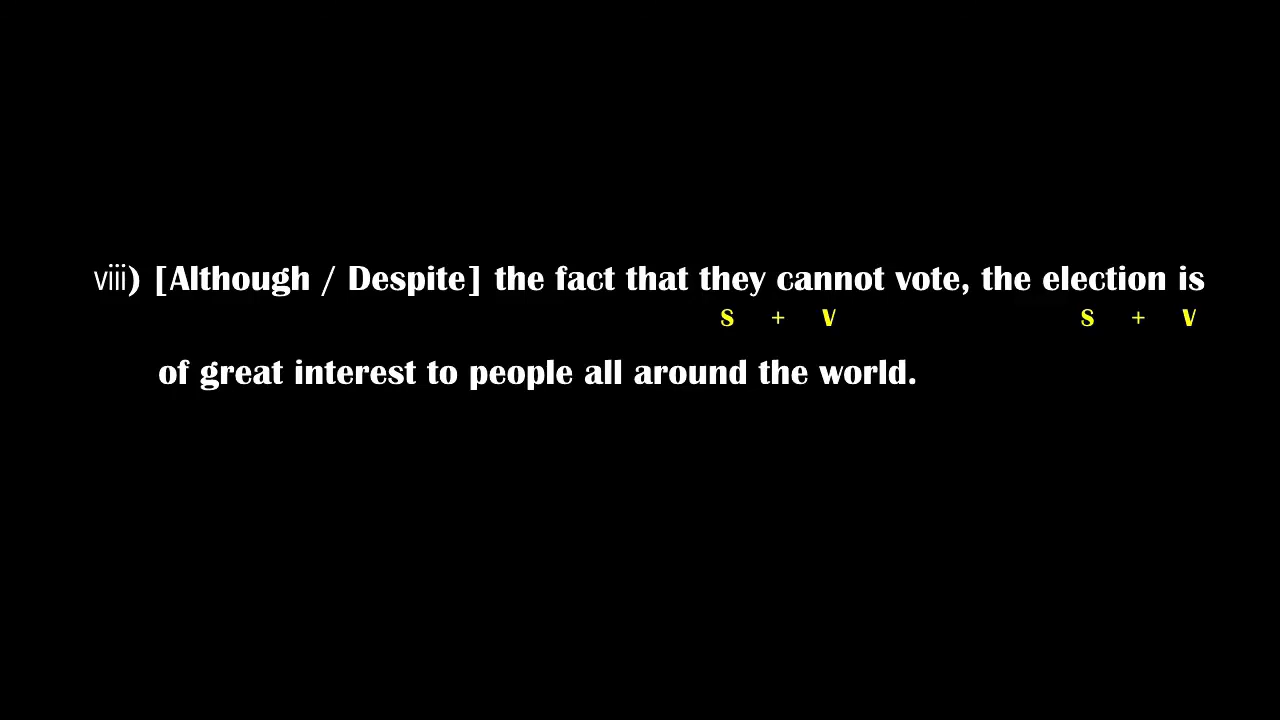 viii) [Although / Despite] the fact that they cannot vote, the election is
S + V S + V
of great interest to people all around the world.